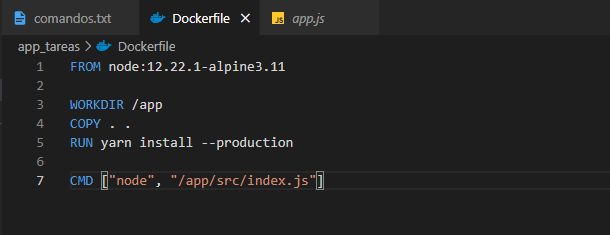 comandos.txt Dockerfile app.js
app_tareas > Dockerfile
1 FROM node:12.22.1-alpine3.11
2
3 WORKDIR /app
4 COPY . .
5 RUN yarn install --production
6
7 CMD ["node", "/app/src/index.js"]